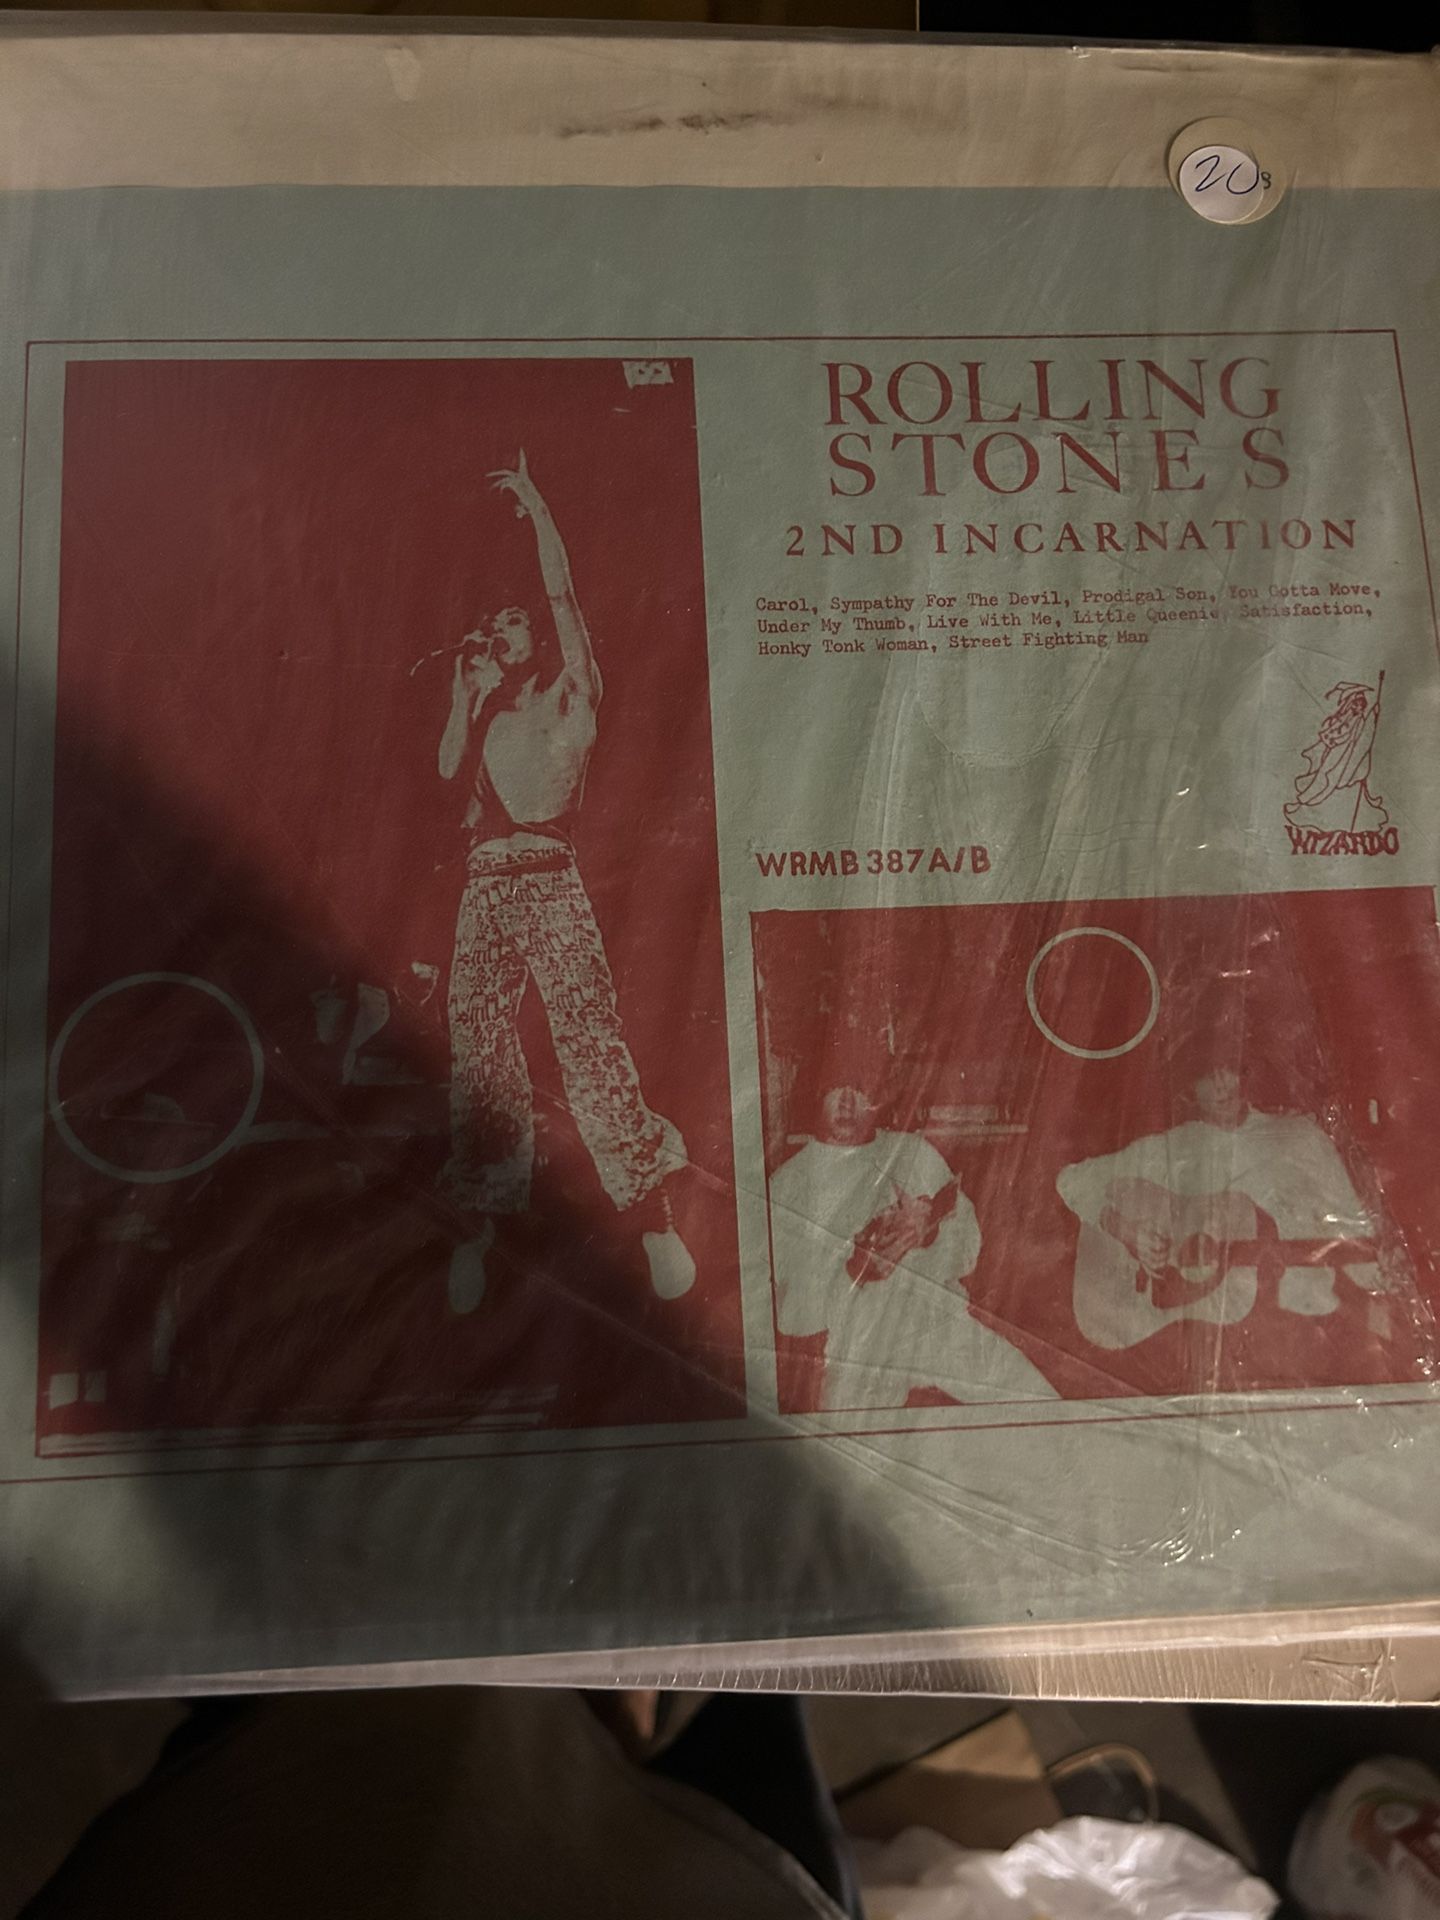 20
8
ROLLING
STONES
2ND INCARNATION
Carol, Sympathy For The Devil, Prodigal Son, You Gotta Move,
Under My Thumb, Live With Me, Little Queenie, Satisfaction,
Honky Tonk Woman, Street Fighting Man
WIZARDO
WRMB 387 A/B